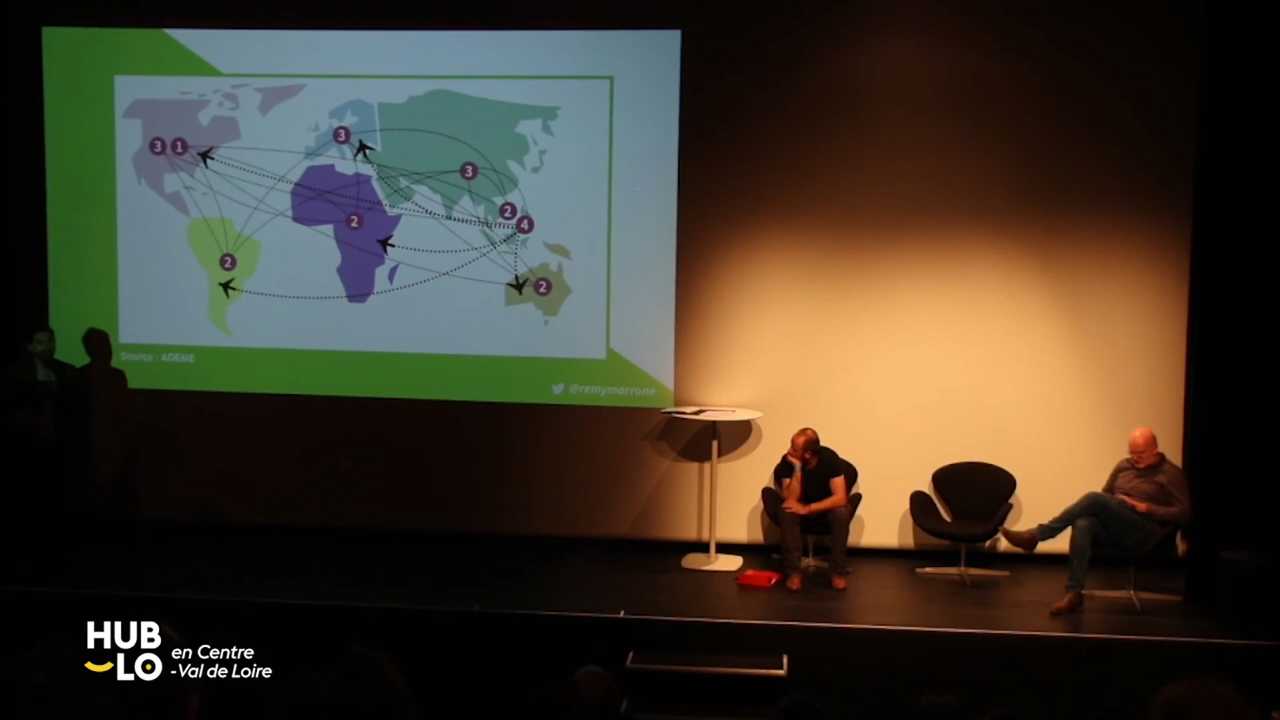 3 1
3
3
2
2
4
2
2
Source : ADEME
@remymarrone
HUB
LO
en Centre
-Val de Loire